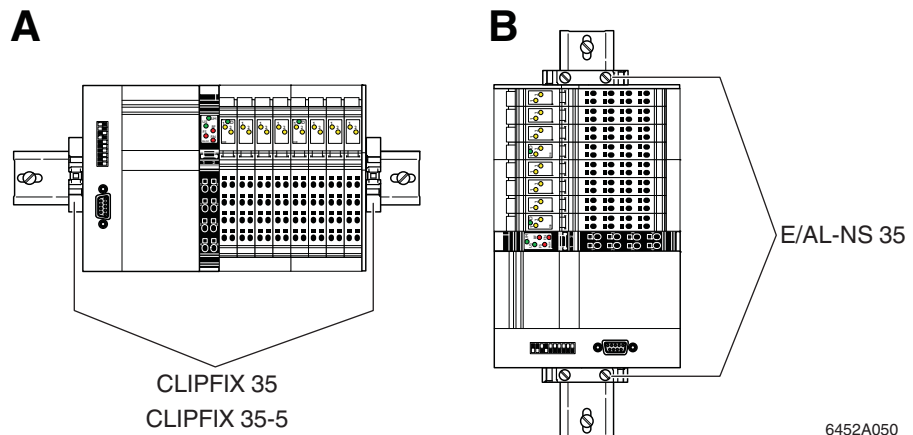 A
B
E/AL-NS 35
CLIPFIX 35
CLIPFIX 35-5
6452A050